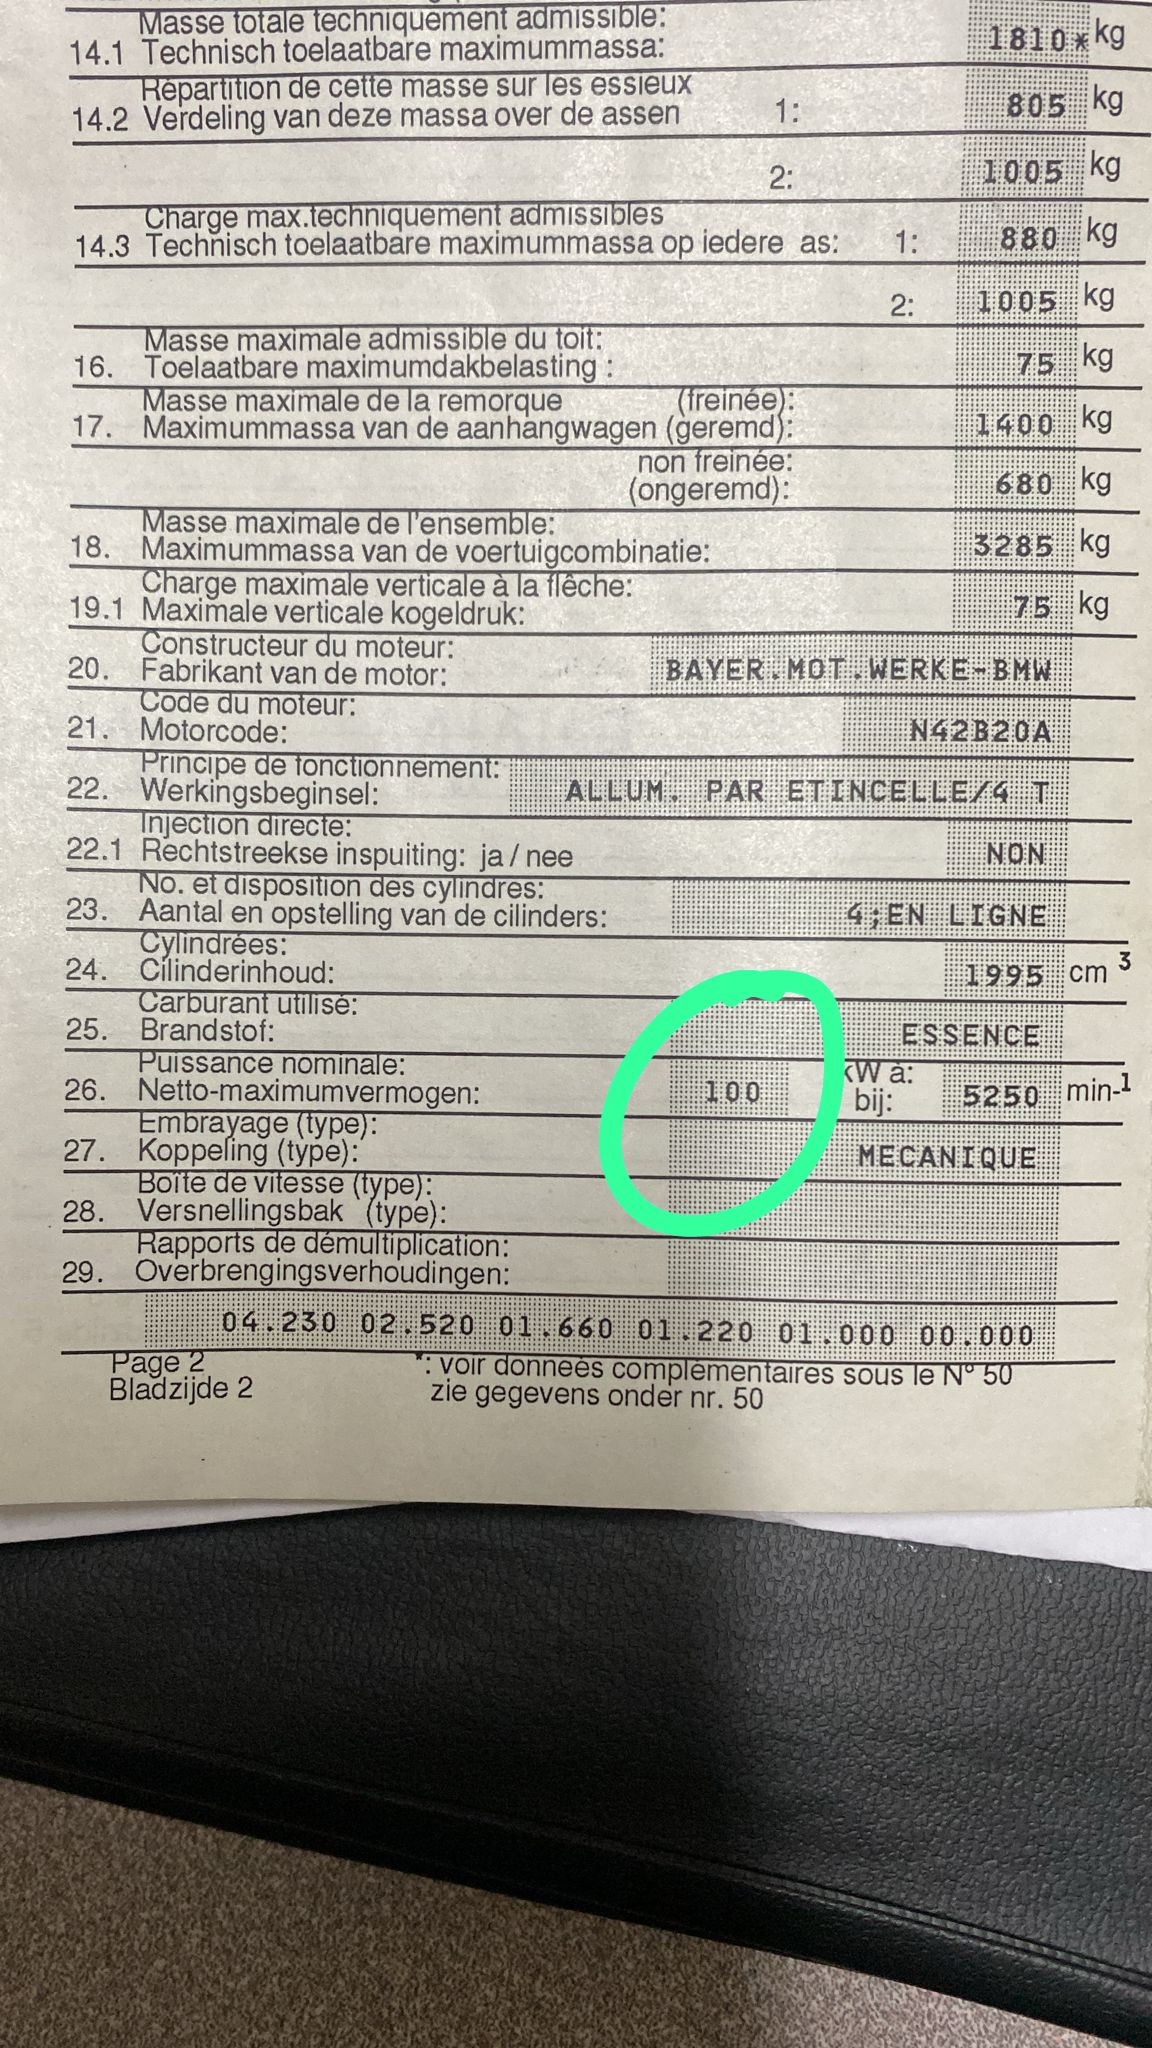 Masse totale techniquement admissible:
14.1 Technisch toelaatbare maximummassa: 1810* kg
Répartition de cette masse sur les essieux
14.2 Verdeling van deze massa over de assen 1: 805 kg
2: 1005 kg
Charge max.techniquement admissibles
14.3 Technisch toelaatbare maximummassa op iedere as: 1: 880 kg
2: 1005 kg
Masse maximale admissible du toit:
16. Toelaatbare maximumdakbelasting : 75 kg
Masse maximale de la remorque (freinée):
17. Maximummassa van de aanhangwagen (geremd): 1400 kg
non freinée:
(ongeremd): 680 kg
Masse maximale de l'ensemble:
18. Maximummassa van de voertuigcombinatie: 3285 kg
Charge maximale verticale à la flêche:
19.1 Maximale verticale kogeldruk: 75 kg
Constructeur du moteur:
20. Fabrikant van de motor: BAYER.MOT.WERKE-BMW
Code du moteur:
21. Motorcode: N42B20A
Principe de fonctionnement:
22. Werkingsbeginsel: ALLUM. PAR ETINCELLE/4 T
Injection directe:
22.1 Rechtstreekse inspuiting: ja / nee NON
No. et disposition des cylindres:
23. Aantal en opstelling van de cilinders: 4;EN LIGNE
Cylindrées:
24. Cilinderinhoud: 1995 cm³
Carburant utilisé:
25. Brandstof: ESSENCE
Puissance nominale: kW à:
26. Netto-maximumvermogen: 100 bij: 5250 min-1
Embrayage (type):
27. Koppeling (type): MECANIQUE
Boîte de vitesse (type):
28. Versnellingsbak (type):
Rapports de démultiplication:
29. Overbrengingsverhoudingen:
04.230 02.520 01.660 01.220 01.000 00.000
Page 2 *: voir donneés complémentaires sous le N° 50
Bladzijde 2 zie gegevens onder nr. 50